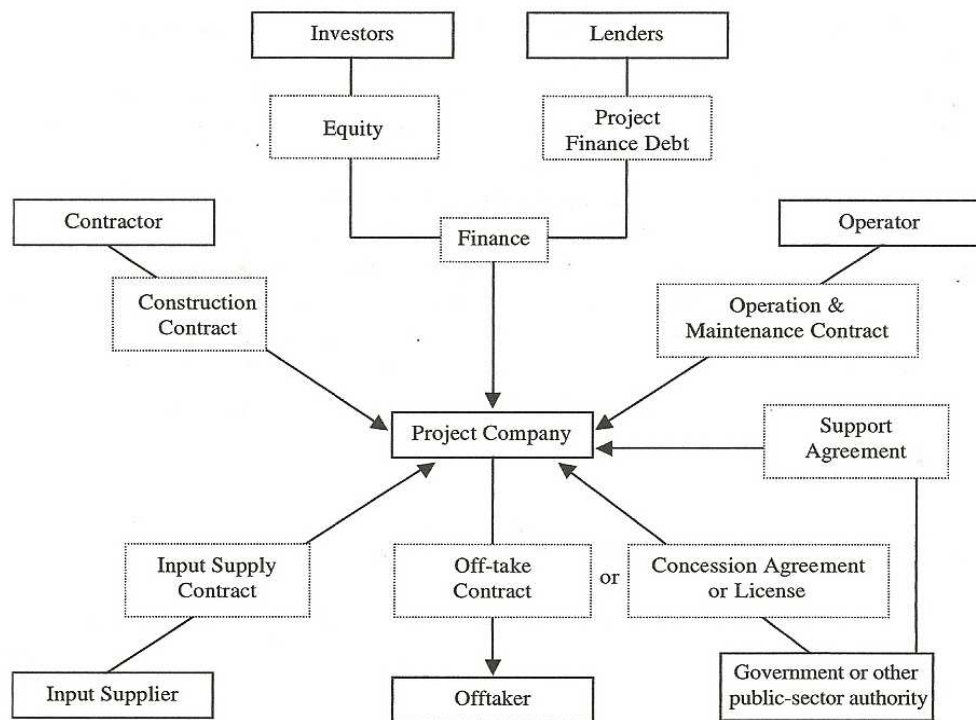 Investors
Lenders
Equity
Project
Finance Debt
Contractor
Finance
Operator
Construction
Contract
Operation &
Maintenance Contract
Project Company
Support
Agreement
Input Supply
Contract
Off-take
Contract
or
Concession Agreement
or License
Input Supplier
Offtaker
Government or other
public-sector authority